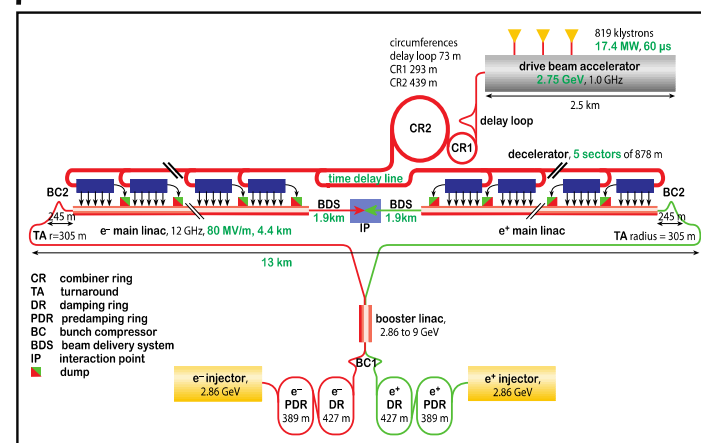 819 klystrons
17.4 MW, 60 µs
circumferences
delay loop 73 m
CR1 293 m
CR2 439 m
drive beam accelerator
2.75 GeV, 1.0 GHz
2.5 km
delay loop
CR2
CR1
decelerator, 5 sectors of 878 m
time delay line
BC2
BDS
1.9km
IP
BDS
1.9km
BC2
245 m
245 m
TA r=305 m
e– main linac, 12 GHz, 80 MV/m, 4.4 km
e+ main linac
TA radius = 305 m
13 km
CR combiner ring
TA turnaround
DR damping ring
PDR predamping ring
BC bunch compressor
BDS beam delivery system
IP interaction point
dump
booster linac,
2.86 to 9 GeV
BC1
e– injector,
2.86 GeV
e–
PDR
389 m
e–
DR
427 m
e+
DR
427 m
e+
PDR
389 m
e+ injector,
2.86 GeV